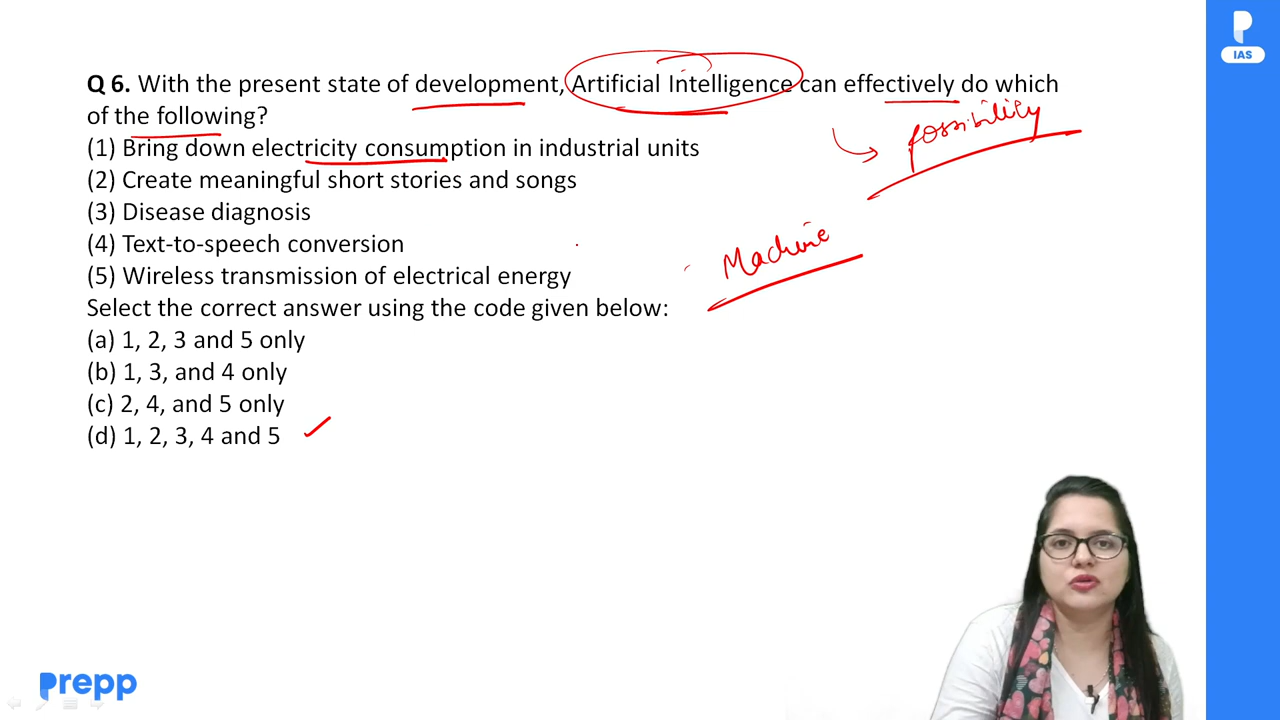 Q 6. With the present state of development, Artificial Intelligence can effectively do which
of the following?
possibility
(1) Bring down electricity consumption in industrial units
(2) Create meaningful short stories and songs
(3) Disease diagnosis
(4) Text-to-speech conversion
Machine
(5) Wireless transmission of electrical energy
Select the correct answer using the code given below:
(a) 1, 2, 3 and 5 only
(b) 1, 3, and 4 only
(c) 2, 4, and 5 only
(d) 1, 2, 3, 4 and 5
IAS
prepp